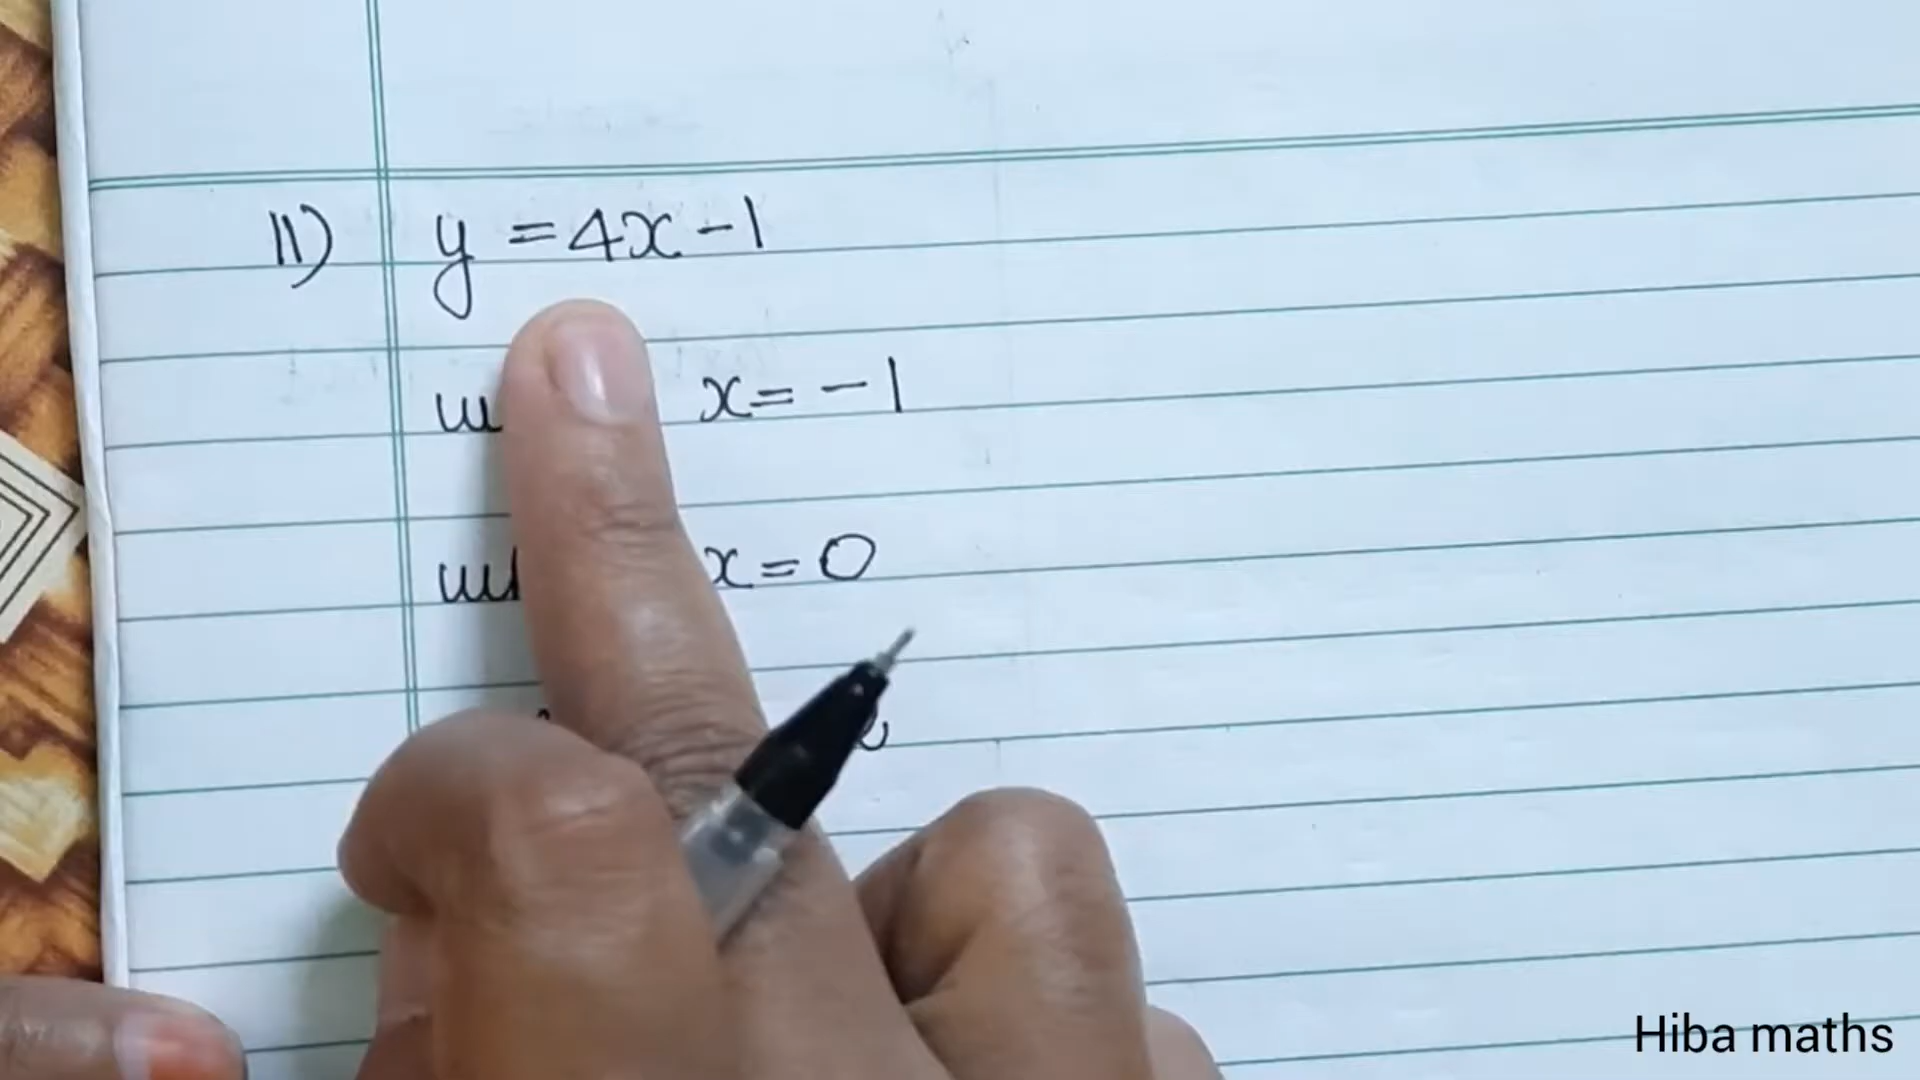 11) y = 4x - 1
x = - 1
x = 0
Hiba maths